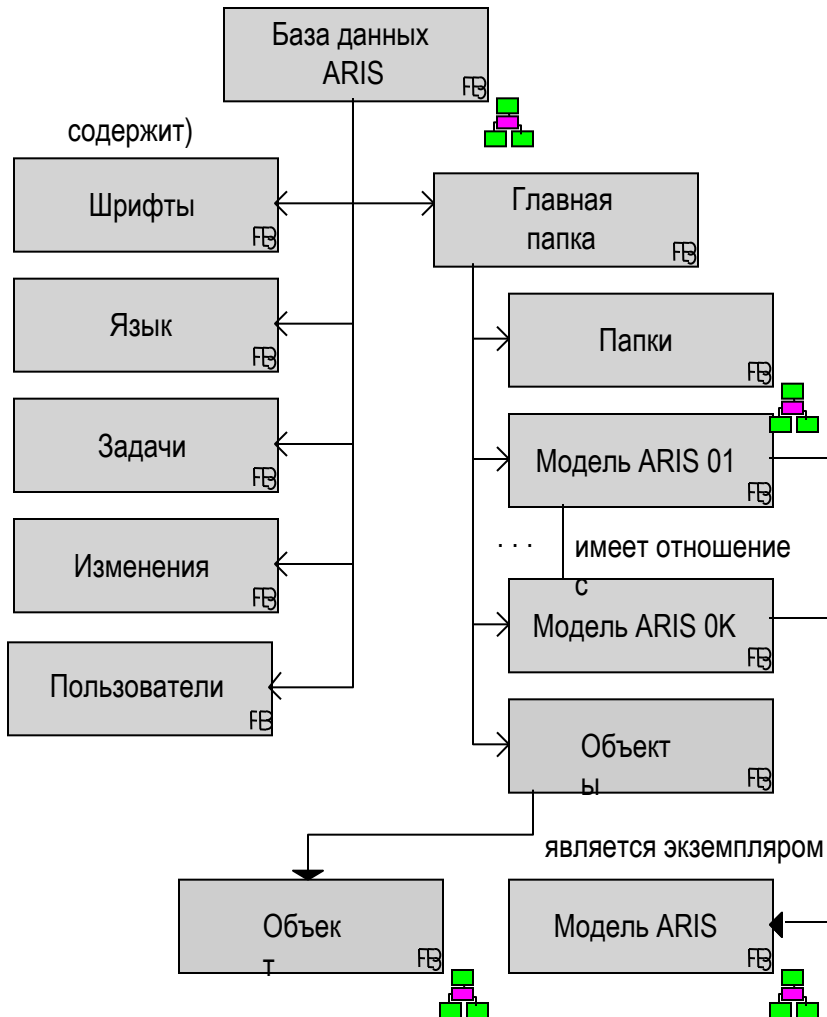 База данных
ARIS
содержит)
Шрифты
Главная
папка
Язык
Папки
Задачи
Модель ARIS 01
. . .
имеет отношение
с
Изменения
Модель ARIS 0K
Пользователи
Объект
ы
является экземпляром
Объек
т
Модель ARIS